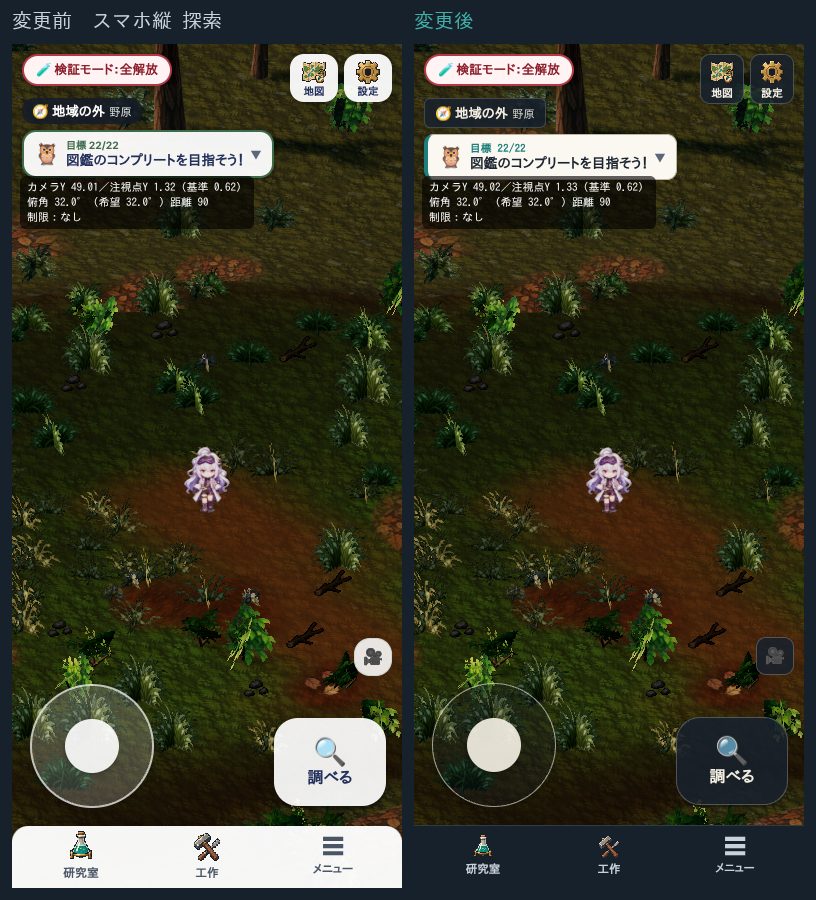 変更前 スマホ縦 探索
検証モード:全解放
地図
設定
地域の外 野原
目標 22/22
図鑑のコンプリートを目指そう!
カメラY 49.01／注視点Y 1.32 (基準 0.62)
俯角 32.0° (希望 32.0°) 距離 90
制限：なし
調べる
研究室
工作
メニュー
変更後
検証モード:全解放
地図
設定
地域の外 野原
目標 22/22
図鑑のコンプリートを目指そう!
カメラY 49.02／注視点Y 1.33 (基準 0.62)
俯角 32.0° (希望 32.0°) 距離 90
制限：なし
調べる
研究室
工作
メニュー